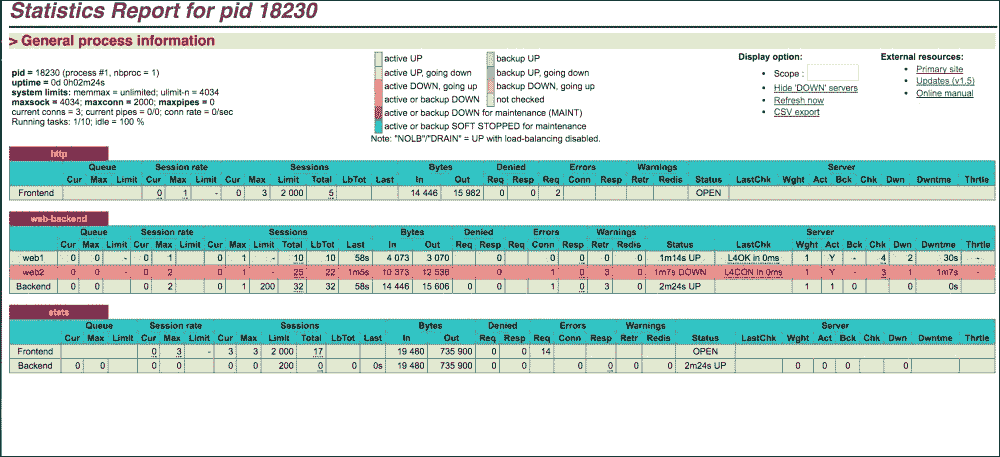 Statistics Report for pid 18230
> General process information
pid = 18230 (process #1, nbproc = 1)
uptime = 0d 0h02m24s
system limits: memmax = unlimited; ulimit-n = 4034
maxsock = 4034; maxconn = 2000; maxpipes = 0
current conns = 3; current pipes = 0/0; conn rate = 0/sec
Running tasks: 1/10; idle = 100 %
active UP backup UP
active UP, going down backup UP, going down
active DOWN, going up backup DOWN, going up
active or backup DOWN not checked
active or backup DOWN for maintenance (MAINT)
active or backup SOFT STOPPED for maintenance
Note: "NOLB"/"DRAIN" = UP with load-balancing disabled.
Display option:
• Scope :
• Hide 'DOWN' servers
• Refresh now
• CSV export
External resources:
• Primary site
• Updates (v1.5)
• Online manual
http
Queue Session rate Sessions Bytes Denied Errors Warnings Server
Cur Max Limit Cur Max Limit Cur Max Limit Total LbTot Last In Out Req Resp Req Conn Resp Retr Redis Status LastChk Wght Act Bck Chk Dwn Dwntme Thrtle
Frontend 0 1 - 0 3 2 000 5 14 446 15 982 0 0 2 OPEN
web-backend
Queue Session rate Sessions Bytes Denied Errors Warnings Server
Cur Max Limit Cur Max Limit Cur Max Limit Total LbTot Last In Out Req Resp Req Conn Resp Retr Redis Status LastChk Wght Act Bck Chk Dwn Dwntme Thrtle
web1 0 0 - 0 2 0 1 - 10 10 58s 4 073 3 070 0 0 0 0 0 1m14s UP L4OK in 0ms 1 Y - 4 2 30s -
web2 0 0 - 0 2 0 1 - 25 22 1m5s 10 373 12 536 0 1 0 3 0 1m7s DOWN L4CON in 0ms 1 Y - 3 1 1m7s -
Backend 0 0 0 2 0 1 200 32 32 58s 14 446 15 606 0 0 1 0 3 0 2m24s UP 1 1 0 0 0s
stats
Queue Session rate Sessions Bytes Denied Errors Warnings Server
Cur Max Limit Cur Max Limit Cur Max Limit Total LbTot Last In Out Req Resp Req Conn Resp Retr Redis Status LastChk Wght Act Bck Chk Dwn Dwntme Thrtle
Frontend 0 3 - 3 3 2 000 17 19 480 735 900 0 0 14 OPEN
Backend 0 0 0 0 0 0 200 0 0 0s 19 480 735 900 0 0 0 0 0 0 2m24s UP 0 0 0 0